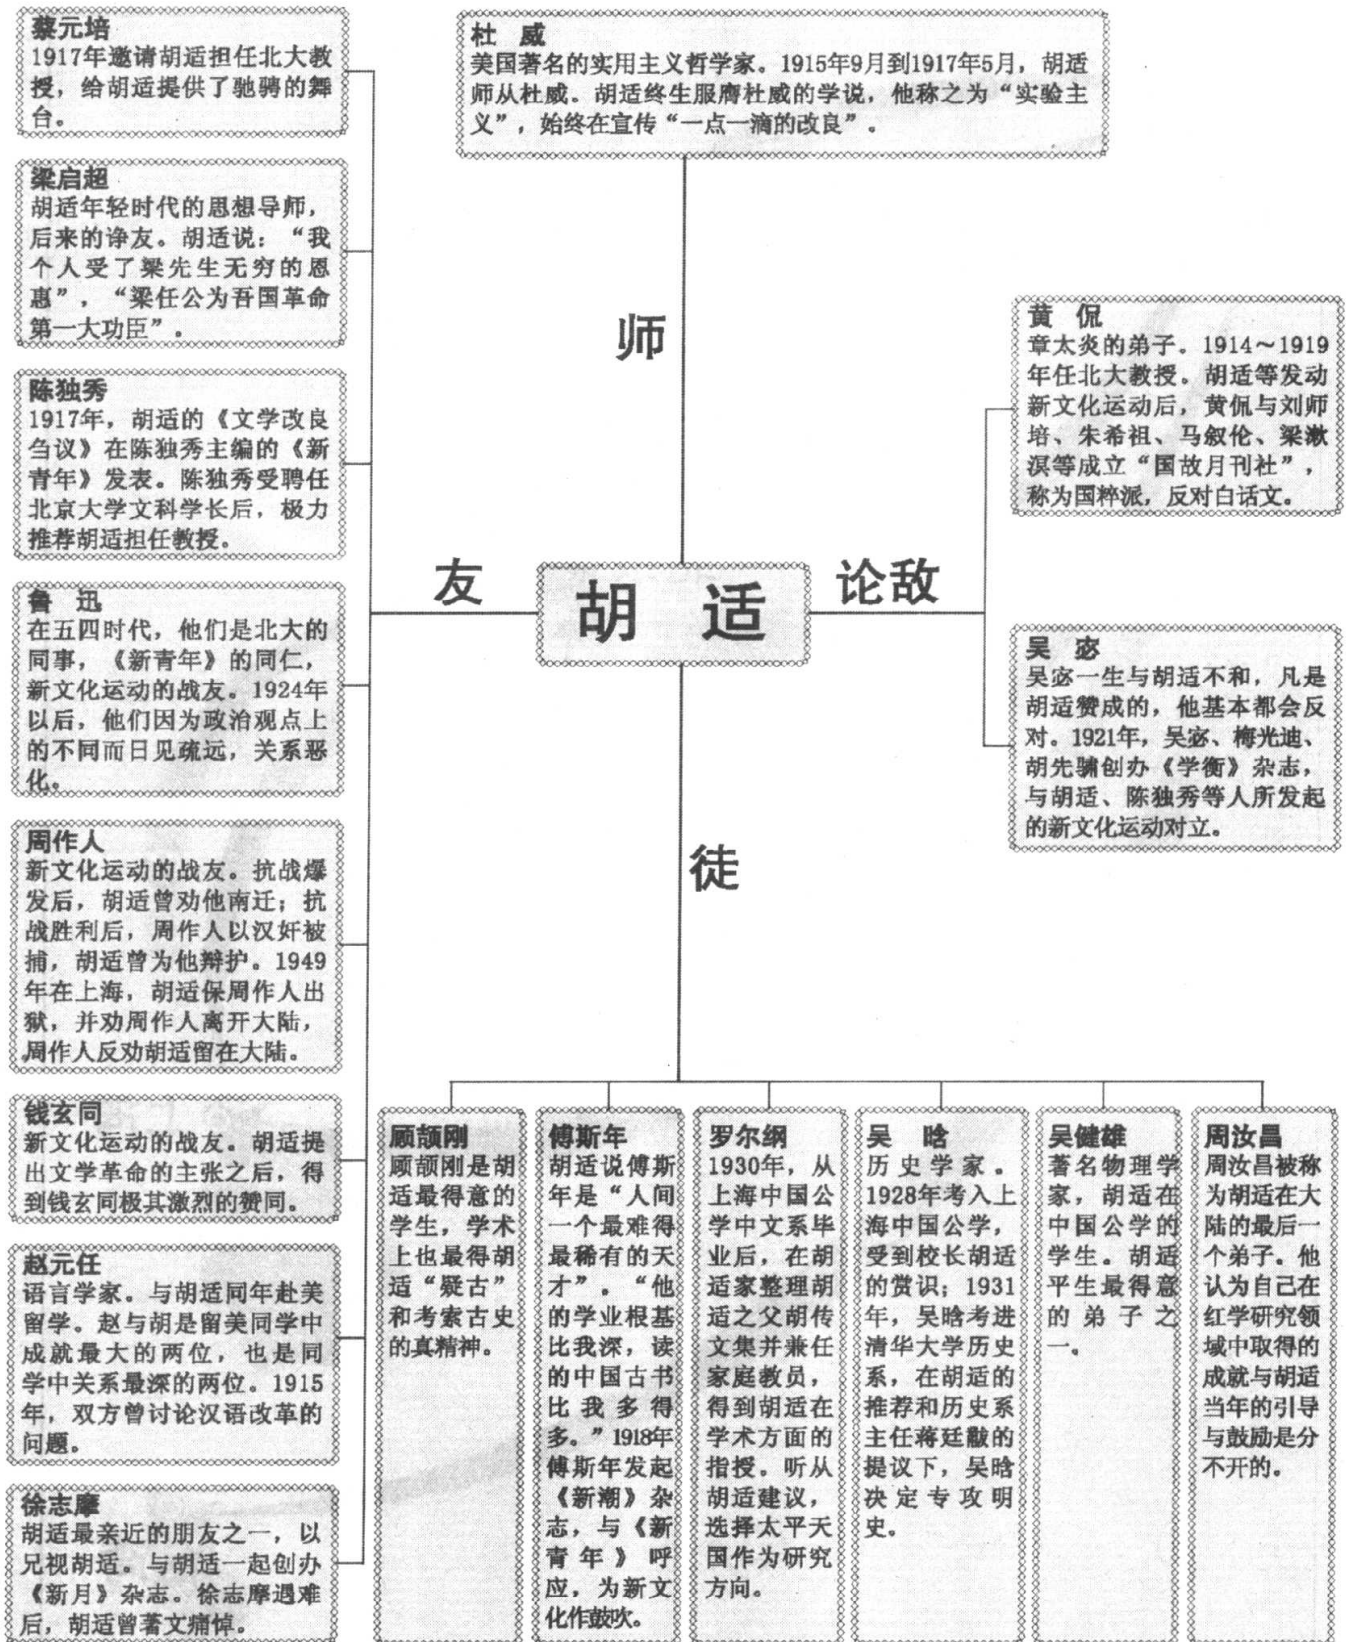 蔡元培
1917年邀请胡适担任北大教
授，给胡适提供了驰骋的舞
台。
梁启超
胡适年轻时代的思想导师，
后来的诤友。胡适说：“我
个人受了梁先生无穷的恩
惠”，“梁任公为吾国革命
第一大功臣”。
陈独秀
1917年，胡适的《文学改良
刍议》在陈独秀主编的《新
青年》发表。陈独秀受聘任
北京大学文科学长后，极力
推荐胡适担任教授。
鲁 迅
在五四时代，他们是北大的
同事，《新青年》的同仁，
新文化运动的战友。1924年
以后，他们因为政治观点上
的不同而日见疏远，关系恶
化。
周作人
新文化运动的战友。抗战爆
发后，胡适曾劝他南迁；抗
战胜利后，周作人以汉奸被
捕，胡适曾为他辩护。1949
年在上海，胡适保周作人出
狱，并劝周作人离开大陆，
周作人反劝胡适留在大陆。
钱玄同
新文化运动的战友。胡适提
出文学革命的主张之后，得
到钱玄同极其激烈的赞同。
赵元任
语言学家。与胡适同年赴美
留学。赵与胡是留美同学中
成就最大的两位，也是同
学中关系最深的两位。1915
年，双方曾讨论汉语改革的
问题。
徐志摩
胡适最亲近的朋友之一，以
兄视胡适。与胡适一起创办
《新月》杂志。徐志摩遇难
后，胡适曾著文痛悼。
杜 威
美国著名的实用主义哲学家。1915年9月到1917年5月，胡适
师从杜威。胡适终生服膺杜威的学说，他称之为“实验主
义”，始终在宣传“一点一滴的改良”。
师
友
胡 适
论敌
徒
黄 侃
章太炎的弟子。1914～1919
年任北大教授。胡适等发动
新文化运动后，黄侃与刘师
培、朱希祖、马叙伦、梁漱
溟等成立“国故月刊社”，
称为国粹派，反对白话文。
吴 宓
吴宓一生与胡适不和，凡是
胡适赞成的，他基本都会反
对。1921年，吴宓、梅光迪、
胡先骕创办《学衡》杂志，
与胡适、陈独秀等人所发起
的新文化运动对立。
顾颉刚
顾颉刚是胡
适最得意的
学生，学术
上也最得胡
适“疑古”
和考索古史
的真精神。
傅斯年
胡适说傅斯
年是“人间
一个最难得
最稀有的天
才”。“他
的学业根基
比我深，读
的中国古书
比我多得
多。”1918年
傅斯年发起
《新潮》杂
志，与《新
青年》呼
应，为新文
化作鼓吹。
罗尔纲
1930年，从
上海中国公
学中文系毕
业后，在胡
适家整理胡
适之父胡传
文集并兼任
家庭教员，
得到胡适在
学术方面的
指授。听从
胡适建议，
选择太平天
国作为研究
方向。
吴 晗
历史学家。
1928年考入上
海中国公学，
受到校长胡适
的赏识；1931
年，吴晗考进
清华大学历史
系，在胡适的
推荐和历史系
主任蒋廷黻的
提议下，吴晗
决定专攻明
史。
吴健雄
著名物理学
家，胡适在
中国公学的
学生。胡适
平生最得意
的弟子之
一。
周汝昌
周汝昌被称
为胡适在大
陆的最后一
个弟子。他
认为自己在
红学研究领
域中取得的
成就与胡适
当年的引导
与鼓励是分
不开的。